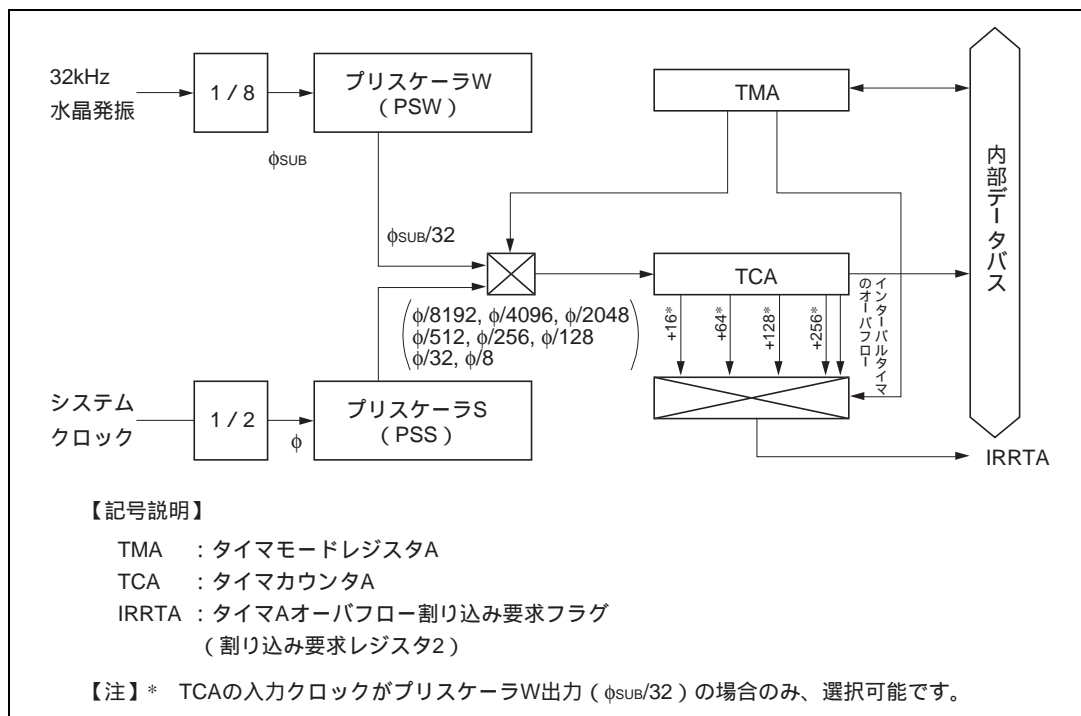 32kHz
水晶発振
1 / 8
プリスケーラW
( PSW )
TMA
φSUB
φSUB/32
内部データバス
TCA
φ/8192, φ/4096, φ/2048
φ/512, φ/256, φ/128
φ/32, φ/8
÷16*
÷64*
÷128*
÷256*
インターバルタイマ
のオーバフロー
システム
クロック
1 / 2
φ
プリスケーラS
( PSS )
IRRTA
【記号説明】
TMA : タイマモードレジスタA
TCA : タイマカウンタA
IRRTA : タイマAオーバフロー割り込み要求フラグ
( 割り込み要求レジスタ2 )
【注】* TCAの入力クロックがプリスケーラW出力 ( φSUB/32 ) の場合のみ、選択可能です。